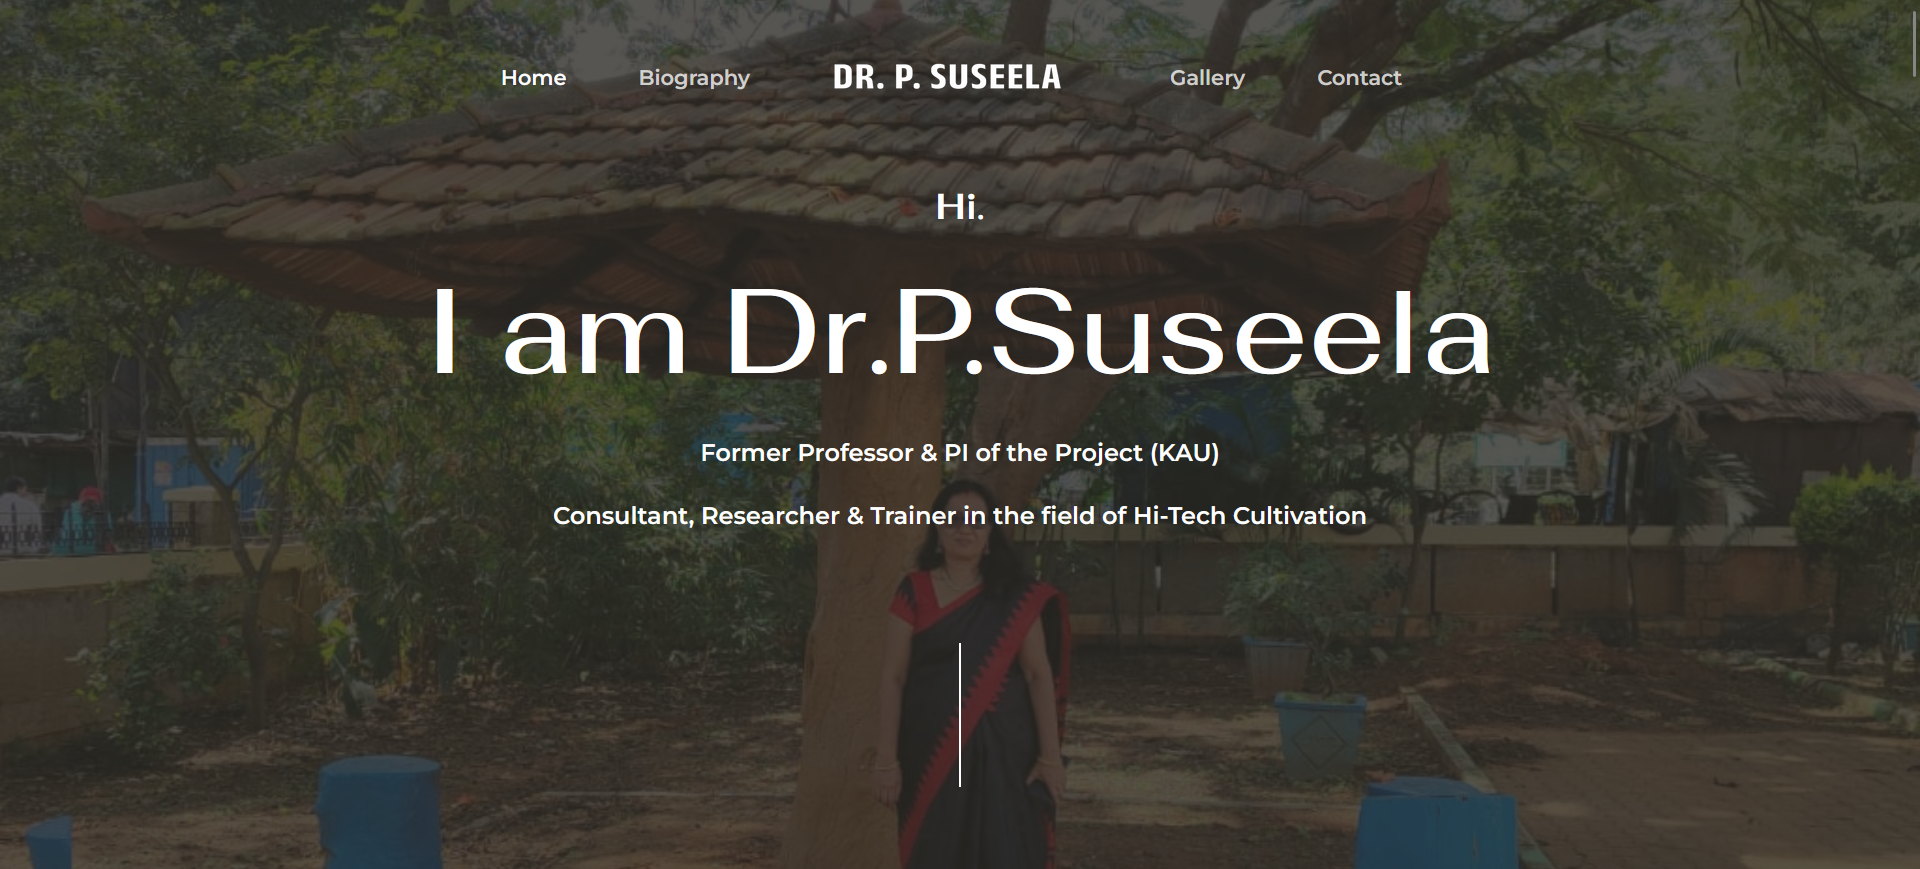 Home Biography DR. P. SUSEELA Gallery Contact
Hi.
I am Dr.P.Suseela
Former Professor & PI of the Project (KAU)
Consultant, Researcher & Trainer in the field of Hi-Tech Cultivation